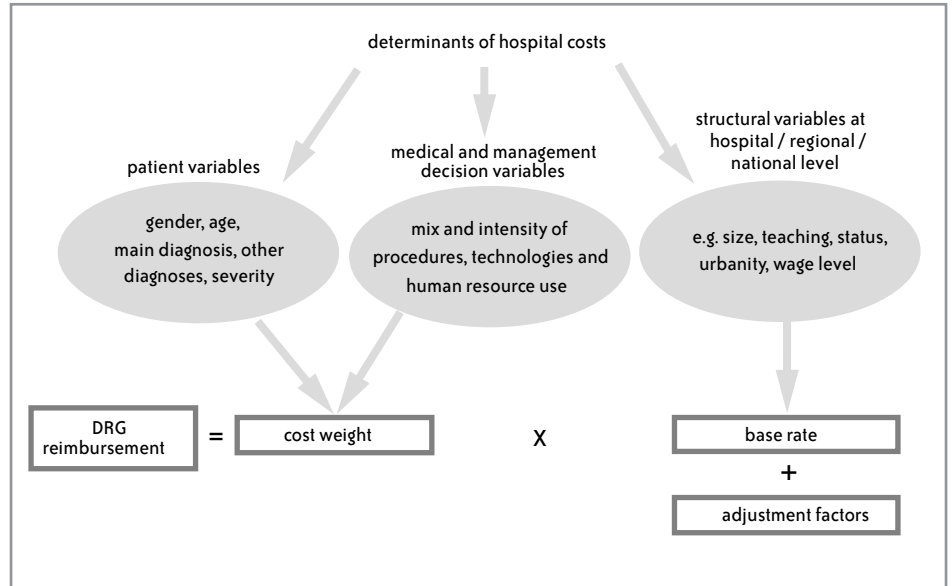 determinants of hospital costs
patient variables
gender, age,
main diagnosis, other
diagnoses, severity
medical and management
decision variables
mix and intensity of
procedures, technologies and
human resource use
structural variables at
hospital / regional /
national level
e.g. size, teaching, status,
urbanity, wage level
DRG
reimbursement
=
cost weight
X
base rate
+
adjustment factors